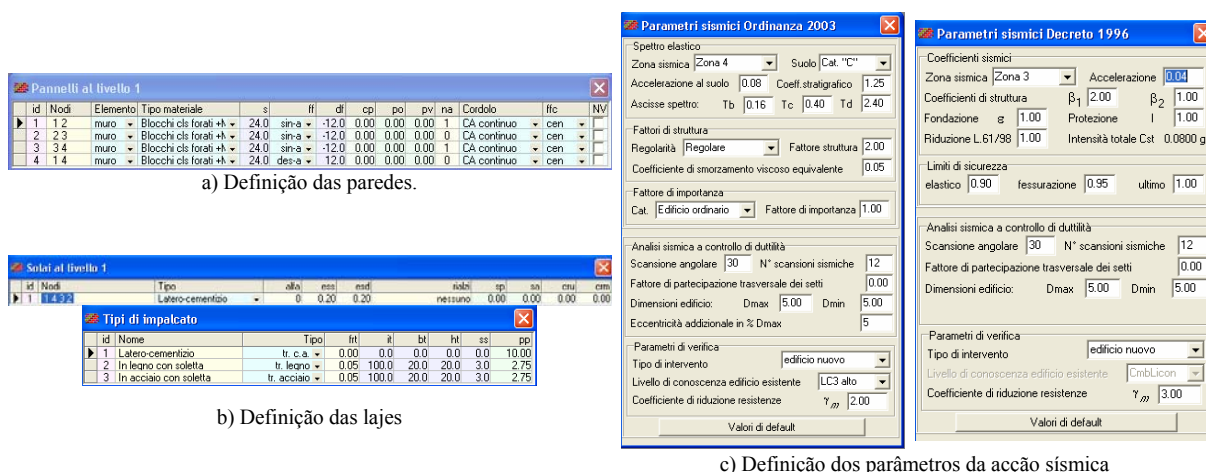 Pannelli al livello 1
id Nodi Elemento Tipo materiale s ff df cp po pv na Cordolo ffc NV
1 1 2 muro Blocchi cls forati +M 24.0 sin-a -12.0 0.00 0.00 0.00 1 CA continuo cen
2 2 3 muro Blocchi cls forati +M 24.0 sin-a -12.0 0.00 0.00 0.00 0 CA continuo cen
3 3 4 muro Blocchi cls forati +M 24.0 sin-a -12.0 0.00 0.00 0.00 1 CA continuo cen
4 1 4 muro Blocchi cls forati +M 24.0 des-a 12.0 0.00 0.00 0.00 0 CA continuo cen
a) Definição das paredes.
Solai al livello 1
id Nodi Tipo alfa ess esd rialzi sp sa cru crm
1 1 4 3 2 Latero-cementizio 0 0.20 0.20 nessuno 0.00 0.00 0.00 0.00
Tipi di impalcato
id Nome Tipo frt it bt ht ss pp
1 Latero-cementizio tr. c.a. 0.00 0.0 0.0 0.0 0.0 10.00
2 In legno con soletta tr. legno 0.05 100.0 20.0 20.0 3.0 2.75
3 In acciaio con soletta tr. acciaio 0.05 100.0 20.0 20.0 3.0 2.75
b) Definição das lajes
Parametri sismici Ordinanza 2003
Spettro elastico
Zona sismica Zona 4 Suolo Cat. "C"
Accelerazione al suolo 0.08 Coeff.stratigrafico 1.25
Ascisse spettro: Tb 0.16 Tc 0.40 Td 2.40
Fattori di struttura
Regolarità Regolare Fattore struttura 2.00
Coefficiente di smorzamento viscoso equivalente 0.05
Fattore di importanza
Cat. Edificio ordinario Fattore di importanza 1.00
Analisi sismica a controllo di duttilità
Scansione angolare 30 N° scansioni sismiche 12
Fattore di partecipazione trasversale dei setti 0.00
Dimensioni edificio: Dmax 5.00 Dmin 5.00
Eccentricità addizionale in % Dmax 5
Parametri di verifica
Tipo di intervento edificio nuovo
Livello di conoscenza edificio esistente LC3 alto
Coefficiente di riduzione resistenze γm 2.00
Valori di default
Parametri sismici Decreto 1996
Coefficienti sismici
Zona sismica Zona 3 Accelerazione 0.04
Coefficienti di struttura β1 2.00 β2 1.00
Fondazione ε 1.00 Protezione I 1.00
Riduzione L.61/98 1.00 Intensità totale Cst 0.0800 g
Limiti di sicurezza
elastico 0.90 fessurazione 0.95 ultimo 1.00
Analisi sismica a controllo di duttilità
Scansione angolare 30 N° scansioni sismiche 12
Fattore di partecipazione trasversale dei setti 0.00
Dimensioni edificio: Dmax 5.00 Dmin 5.00
Parametri di verifica
Tipo di intervento edificio nuovo
Livello di conoscenza edificio esistente CmbLicon
Coefficiente di riduzione resistenze γm 3.00
Valori di default
c) Definição dos parâmetros da acção sísmica